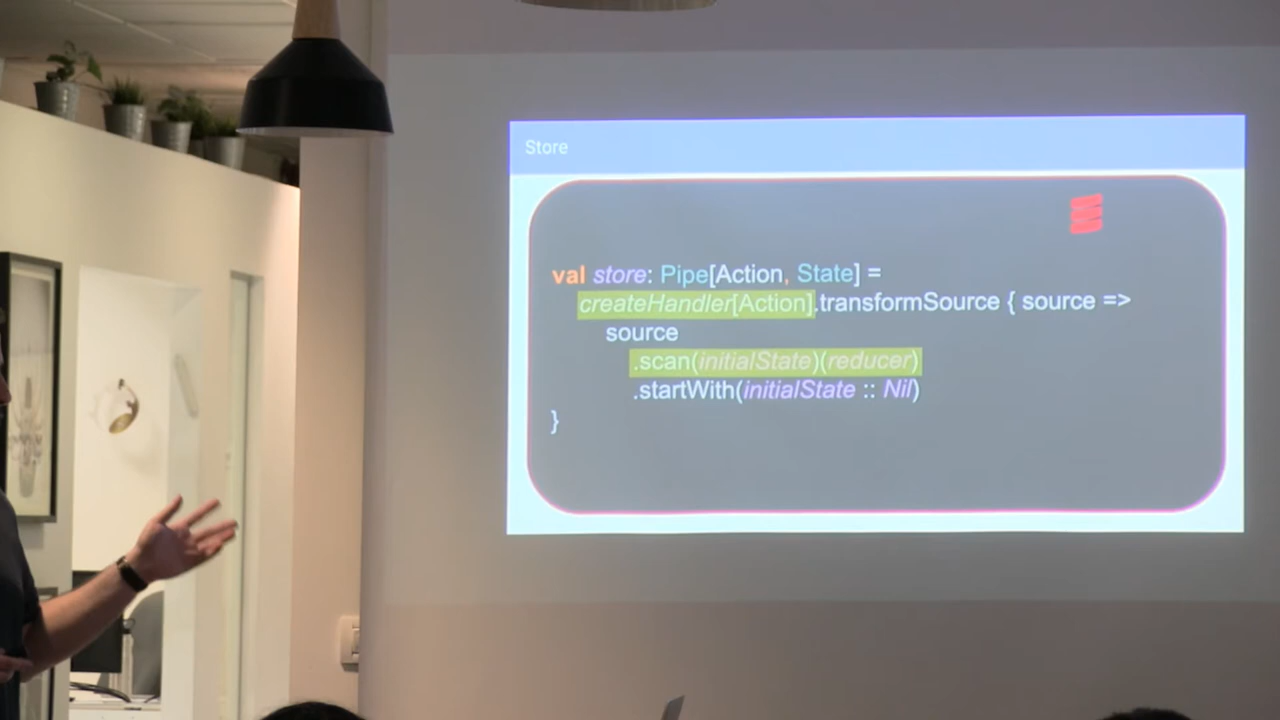 Store
val store: Pipe[Action, State] =
createHandler[Action].transformSource { source =>
source
.scan(initialState)(reducer)
.startWith(initialState :: Nil)
}